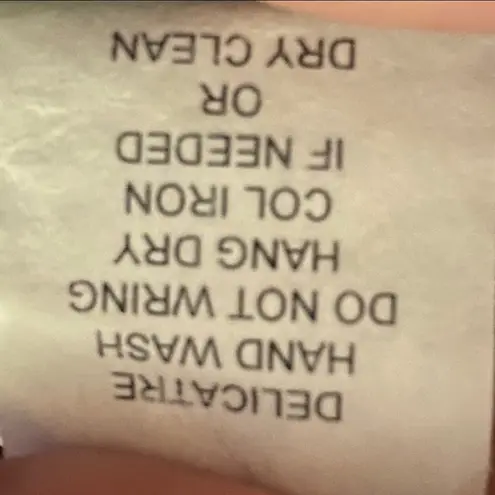 DELICATRE
HAND WASH
DO NOT WRING
HANG DRY
COL IRON
IF NEEDED
OR
DRY CLEAN